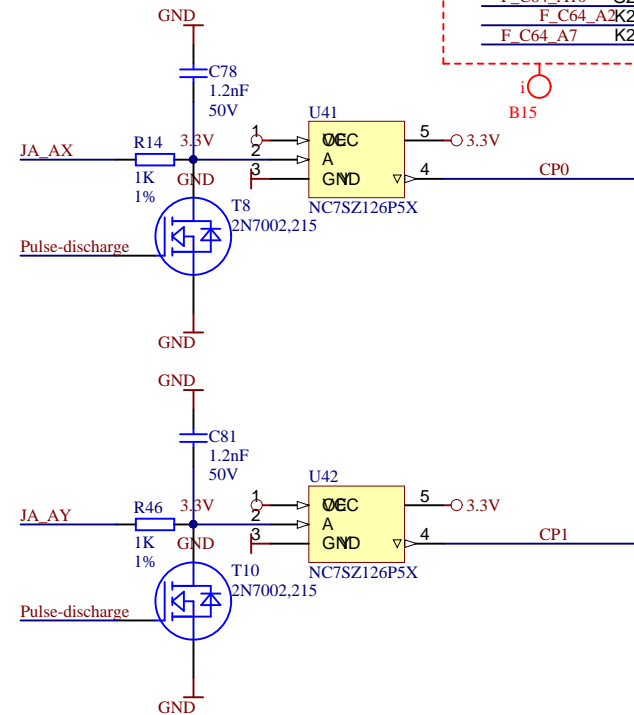 GND
F_C64_A2 K2
F_C64_A7 K2
C78
1.2nF
50V
i
B15
U41
R14 3.3V 1 VCC 5 3.3V
JA_AX 2 A
1K GND 3 GND 4 CP0
1%
NC7SZ126P5X
T8
2N7002,215
Pulse-discharge
GND
GND
C81
1.2nF
50V
U42
R46 3.3V 1 VCC 5 3.3V
JA_AY 2 A
1K GND 3 GND 4 CP1
1%
NC7SZ126P5X
T10
2N7002,215
Pulse-discharge
GND